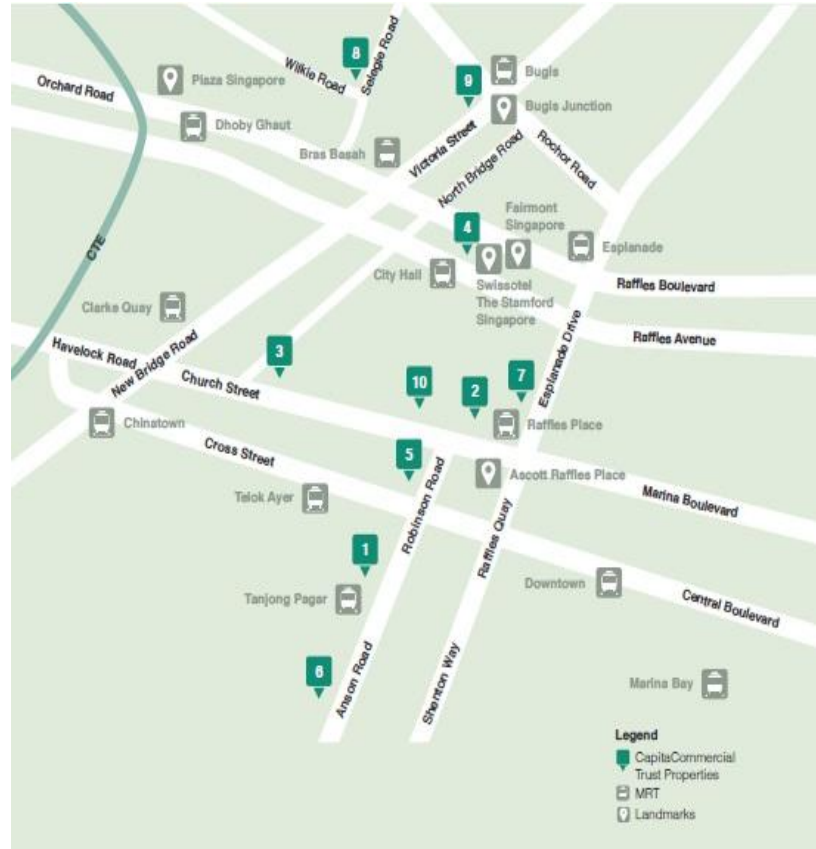 8
Wilkie Road
Selegie Road
Bugis
Plaza Singapore
9
Orchard Road
Bugis Junction
Dhoby Ghaut
Bras Basah
Victoria Street
Rochor Road
North Bridge Road
Fairmont
Singapore
4
CTE
Esplanade
City Hall
Swissotel
The Stamford
Singapore
Raffles Boulevard
Clarke Quay
Raffles Avenue
Esplanade Drive
Havelock Road
New Bridge Road
3
Church Street
10
2
7
Chinatown
Raffles Place
Cross Street
5
Robinson Road
Ascott Raffles Place
Telok Ayer
Marina Boulevard
Raffles Quay
1
Tanjong Pagar
Downtown
Central Boulevard
6
Anson Road
Shenton Way
Marina Bay
Legend
CapitaCommercial
Trust Properties
MRT
Landmarks